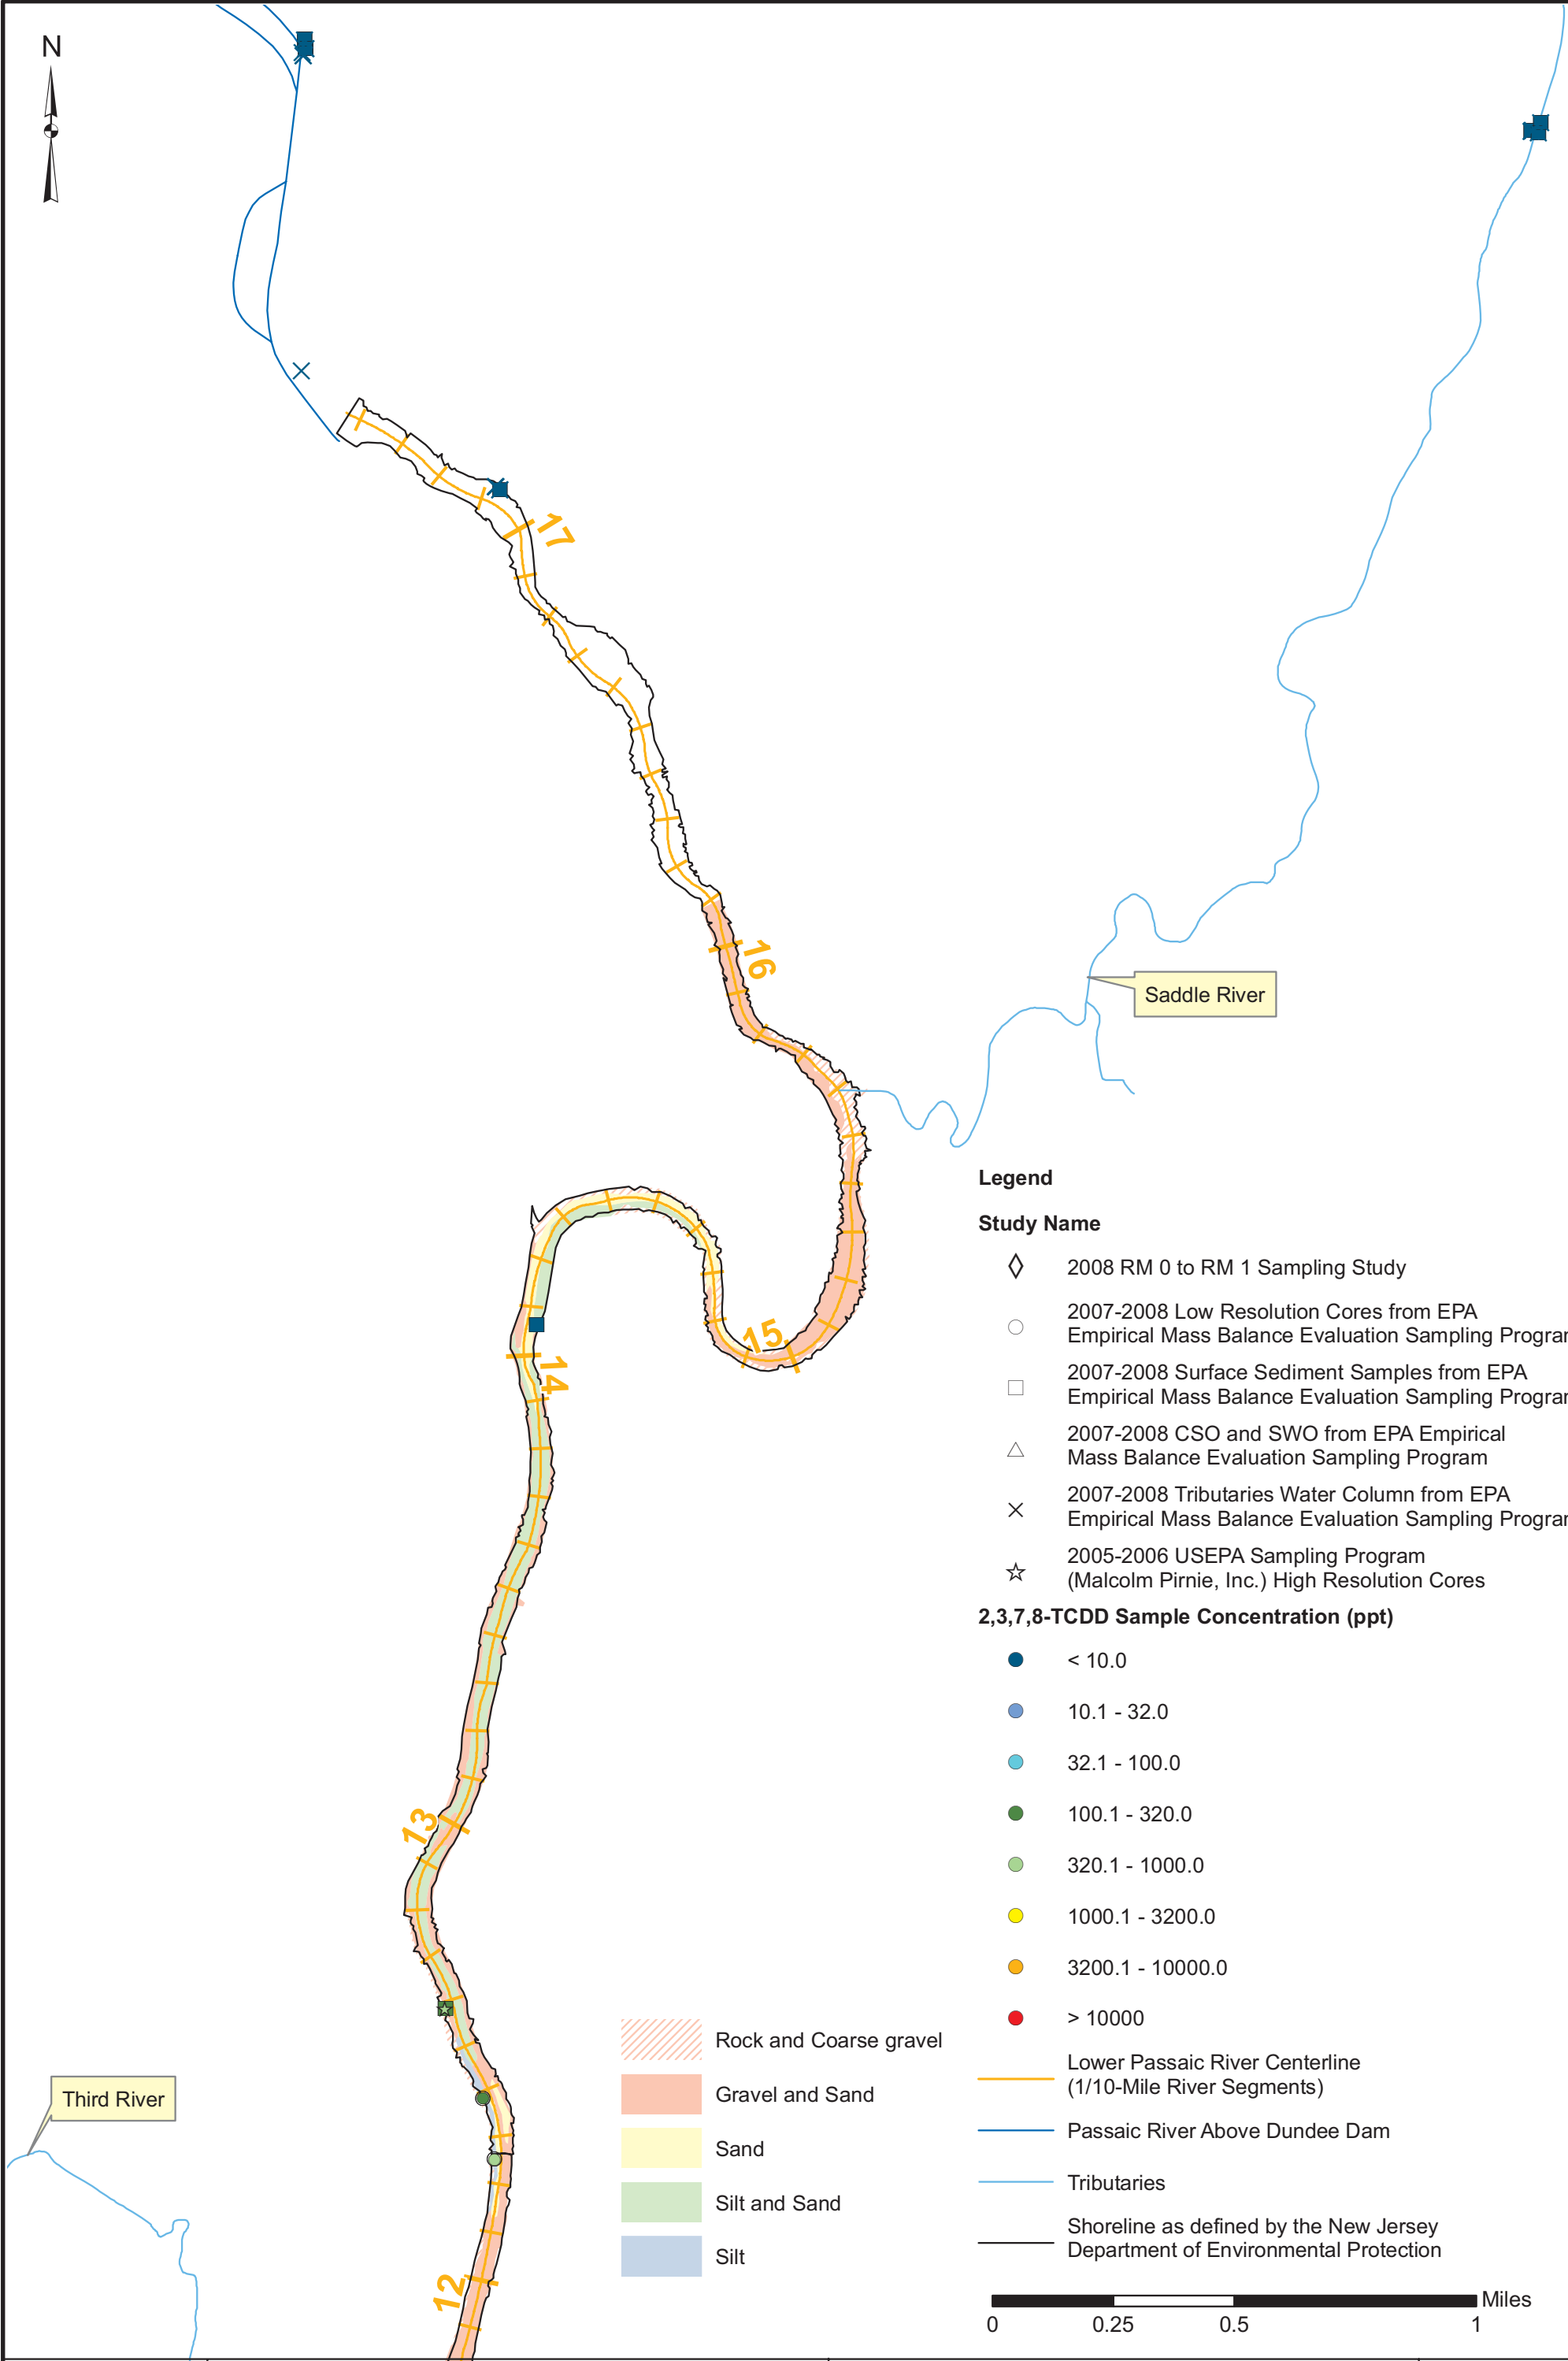 N
17
16
Saddle River
15
14
13
12
Third River
Rock and Coarse gravel
Gravel and Sand
Sand
Silt and Sand
Silt
Legend
Study Name
2008 RM 0 to RM 1 Sampling Study
2007-2008 Low Resolution Cores from EPA
Empirical Mass Balance Evaluation Sampling Program
2007-2008 Surface Sediment Samples from EPA
Empirical Mass Balance Evaluation Sampling Program
2007-2008 CSO and SWO from EPA Empirical
Mass Balance Evaluation Sampling Program
2007-2008 Tributaries Water Column from EPA
Empirical Mass Balance Evaluation Sampling Program
2005-2006 USEPA Sampling Program
(Malcolm Pirnie, Inc.) High Resolution Cores
2,3,7,8-TCDD Sample Concentration (ppt)
< 10.0
10.1 - 32.0
32.1 - 100.0
100.1 - 320.0
320.1 - 1000.0
1000.1 - 3200.0
3200.1 - 10000.0
> 10000
Lower Passaic River Centerline
(1/10-Mile River Segments)
Passaic River Above Dundee Dam
Tributaries
Shoreline as defined by the New Jersey
Department of Environmental Protection
Miles
0 0.25 0.5 1